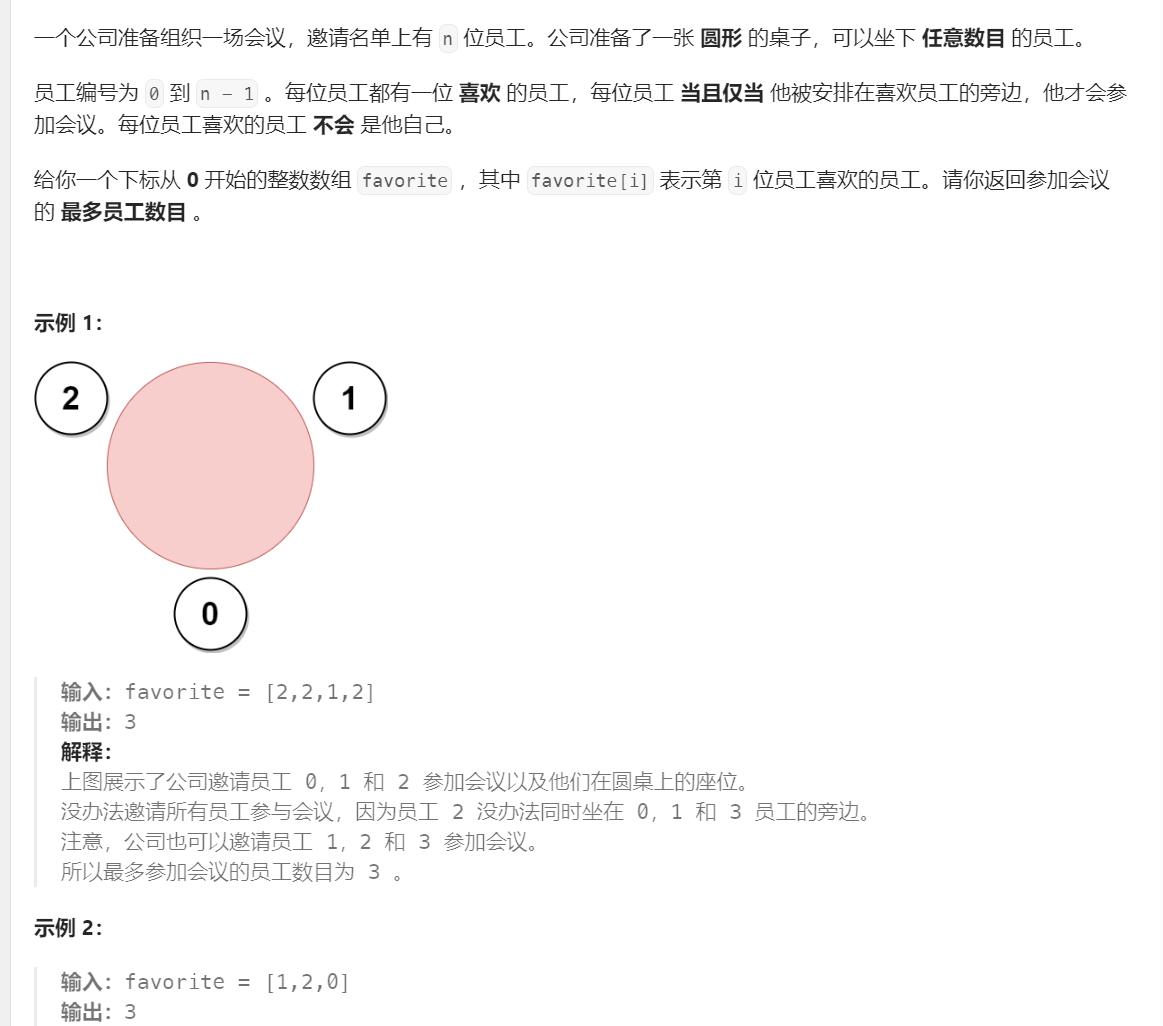 一个公司准备组织一场会议，邀请名单上有 n 位员工。公司准备了一张 圆形 的桌子，可以坐下 任意数目 的员工。
员工编号为 0 到 n - 1 。每位员工都有一位 喜欢 的员工，每位员工 当且仅当 他被安排在喜欢员工的旁边，他才会参
加会议。每位员工喜欢的员工 不会 是他自己。
给你一个下标从 0 开始的整数数组 favorite ，其中 favorite[i] 表示第 i 位员工喜欢的员工。请你返回参加会议
的 最多员工数目 。
示例 1：
2
1
0
输入：favorite = [2,2,1,2]
输出：3
解释：
上图展示了公司邀请员工 0，1 和 2 参加会议以及他们在圆桌上的座位。
没办法邀请所有员工参与会议，因为员工 2 没办法同时坐在 0，1 和 3 员工的旁边。
注意，公司也可以邀请员工 1，2 和 3 参加会议。
所以最多参加会议的员工数目为 3 。
示例 2：
输入：favorite = [1,2,0]
输出：3